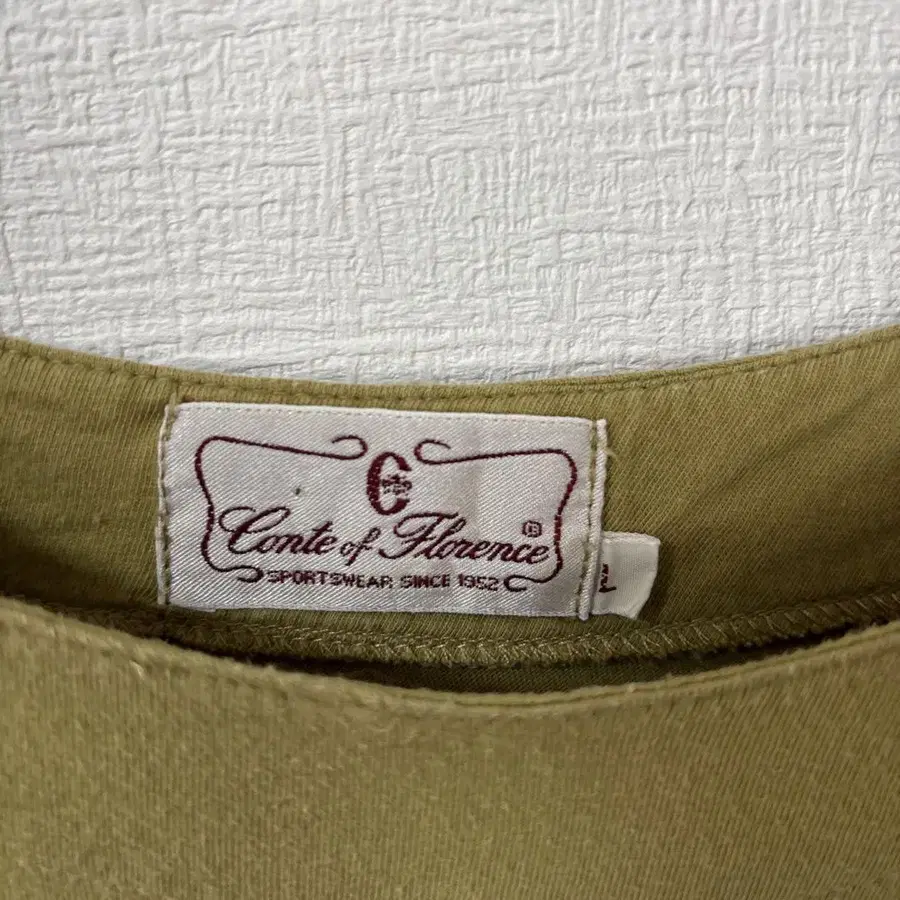 C
Conte of Florence ®
SPORTSWEAR SINCE 1952